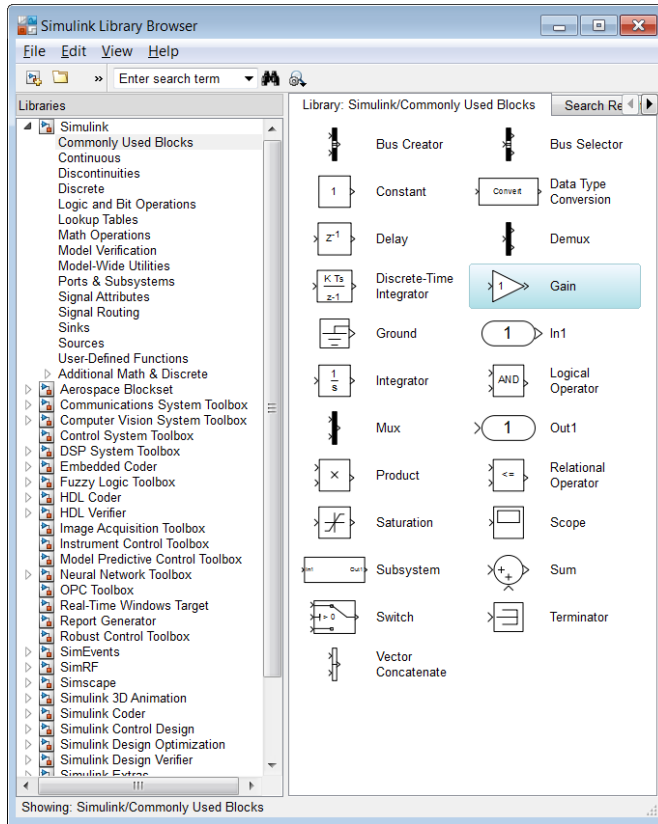 Simulink Library Browser
File Edit View Help
» Enter search term
Libraries
Simulink
Commonly Used Blocks
Continuous
Discontinuities
Discrete
Logic and Bit Operations
Lookup Tables
Math Operations
Model Verification
Model-Wide Utilities
Ports & Subsystems
Signal Attributes
Signal Routing
Sinks
Sources
User-Defined Functions
Additional Math & Discrete
Aerospace Blockset
Communications System Toolbox
Computer Vision System Toolbox
Control System Toolbox
DSP System Toolbox
Embedded Coder
Fuzzy Logic Toolbox
HDL Coder
HDL Verifier
Image Acquisition Toolbox
Instrument Control Toolbox
Model Predictive Control Toolbox
Neural Network Toolbox
OPC Toolbox
Real-Time Windows Target
Report Generator
Robust Control Toolbox
SimEvents
SimRF
Simscape
Simulink 3D Animation
Simulink Coder
Simulink Control Design
Simulink Design Optimization
Simulink Design Verifier
Simulink Extras
Library: Simulink/Commonly Used Blocks Search Re
Bus Creator
Bus Selector
1 Constant
Convert Data Type
Conversion
z-1 Delay
Demux
K Ts
z-1
Discrete-Time
Integrator
1 Gain
Ground
1 In1
1
s
Integrator
AND Logical
Operator
Mux
1 Out1
× Product
<= Relational
Operator
Saturation
Scope
In1 Out1 Subsystem
+
+
Sum
> 0 Switch
Terminator
Vector
Concatenate
Showing: Simulink/Commonly Used Blocks